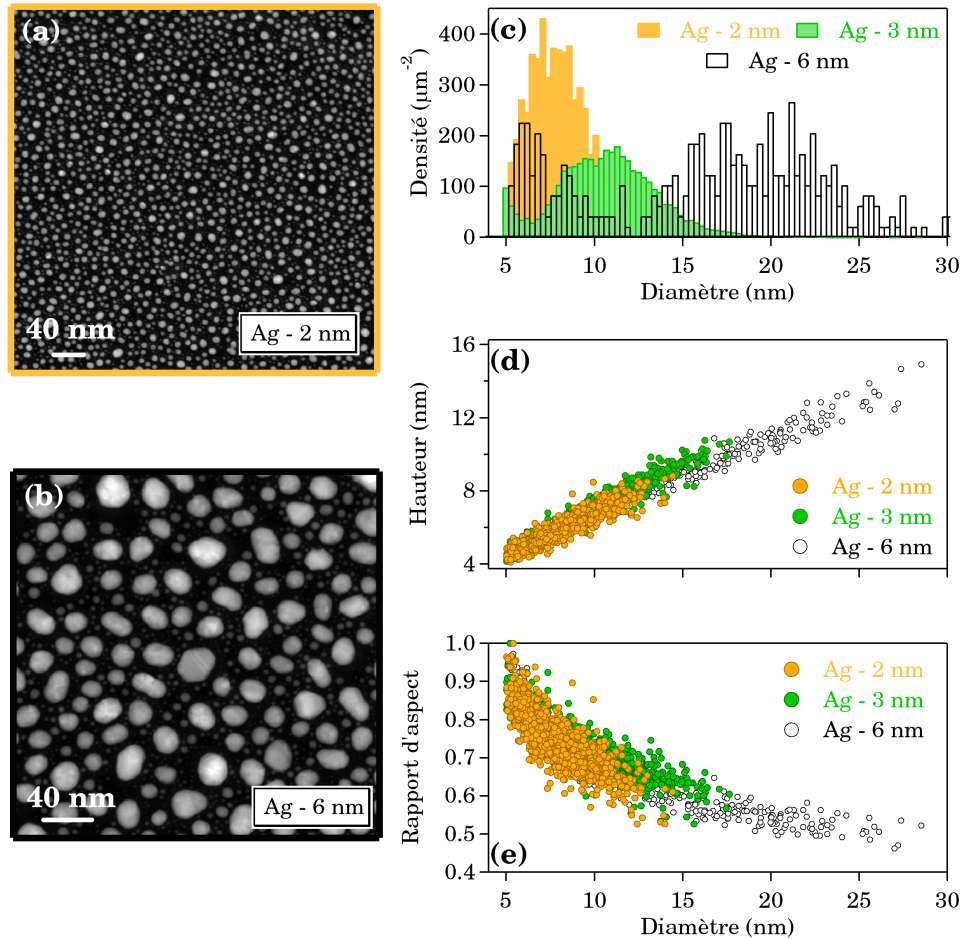 (a)
40 nm
Ag - 2 nm
(b)
40 nm
Ag - 6 nm
(c)
Ag - 2 nm Ag - 3 nm
Ag - 6 nm
Densité (µm⁻²)
400
300
200
100
0
5 10 15 20 25 30
Diamètre (nm)
(d)
Hauteur (nm)
16
12
8
4
Ag - 2 nm
Ag - 3 nm
Ag - 6 nm
(e)
Rapport d'aspect
1.0
0.9
0.8
0.7
0.6
0.5
0.4
Ag - 2 nm
Ag - 3 nm
Ag - 6 nm
5 10 15 20 25 30
Diamètre (nm)